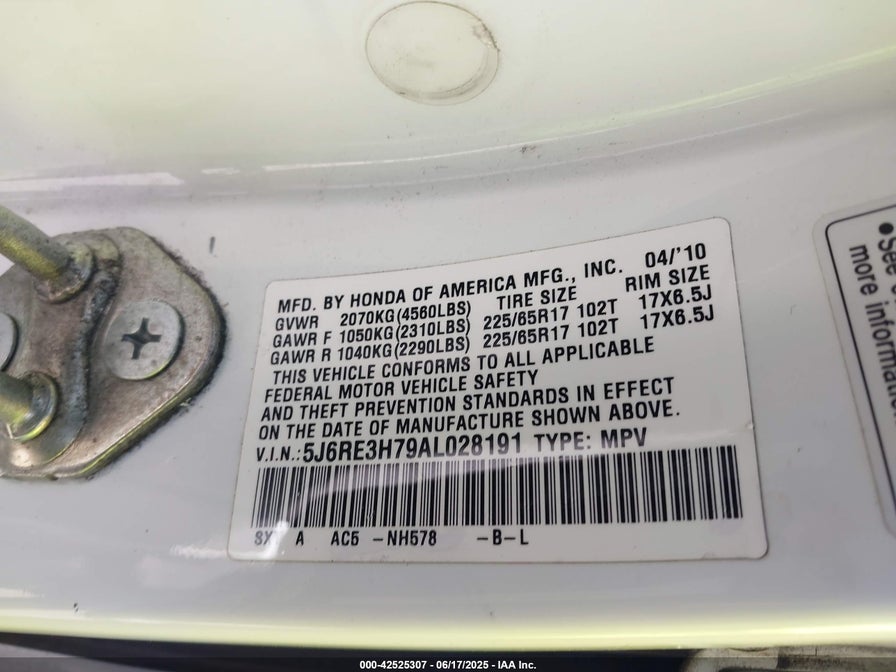 MFD. BY HONDA OF AMERICA MFG., INC. 04/'10
GVWR 2070KG(4560LBS) TIRE SIZE RIM SIZE
GAWR F 1050KG(2310LBS) 225/65R17 102T 17X6.5J
GAWR R 1040KG(2290LBS) 225/65R17 102T 17X6.5J
THIS VEHICLE CONFORMS TO ALL APPLICABLE
FEDERAL MOTOR VEHICLE SAFETY
AND THEFT PREVENTION STANDARDS IN EFFECT
ON THE DATE OF MANUFACTURE SHOWN ABOVE.
V.I.N.:5J6RE3H79AL028191 TYPE: MPV
A AC5 -NH578 -B-L
•See
more information
000-42525307 - 06/17/2025 - IAA Inc.